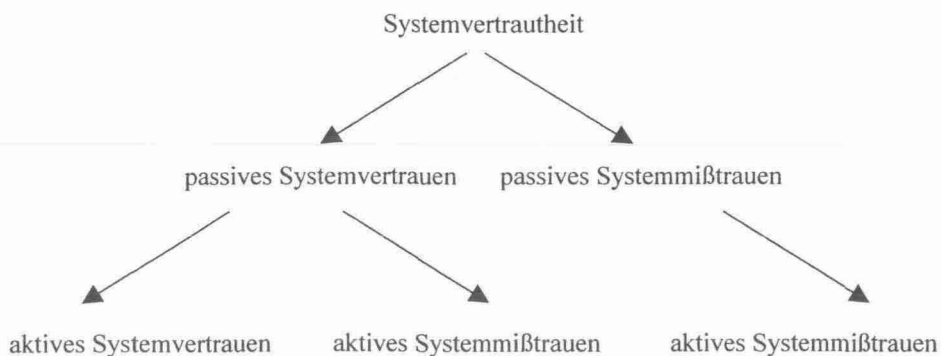 Systemvertrautheit
passives Systemvertrauen passives Systemmißtrauen
aktives Systemvertrauen aktives Systemmißtrauen aktives Systemmißtrauen